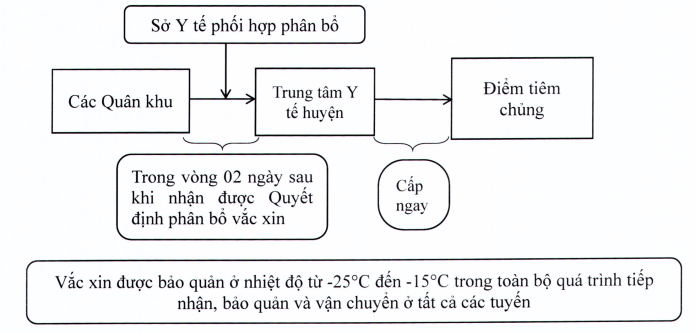 Sở Y tế phối hợp phân bổ
Các Quân khu
Trung tâm Y
tế huyện
Điểm tiêm
chủng
Trong vòng 02 ngày sau
khi nhận được Quyết
định phân bổ vắc xin
Cấp
ngay
Vắc xin được bảo quản ở nhiệt độ từ -25°C đến -15°C trong toàn bộ quá trình tiếp
nhận, bảo quản và vận chuyển ở tất cả các tuyến